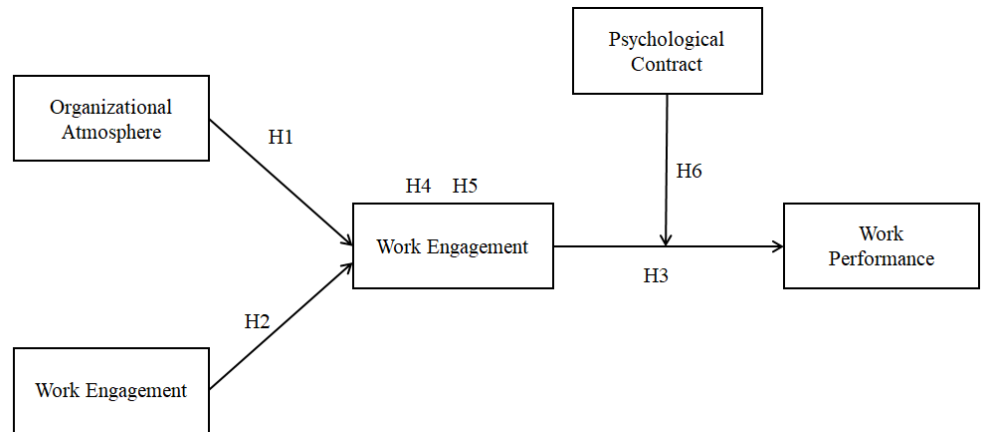 Psychological
Contract
Organizational
Atmosphere
H1
H6
H4 H5
Work Engagement
Work
Performance
H3
H2
Work Engagement